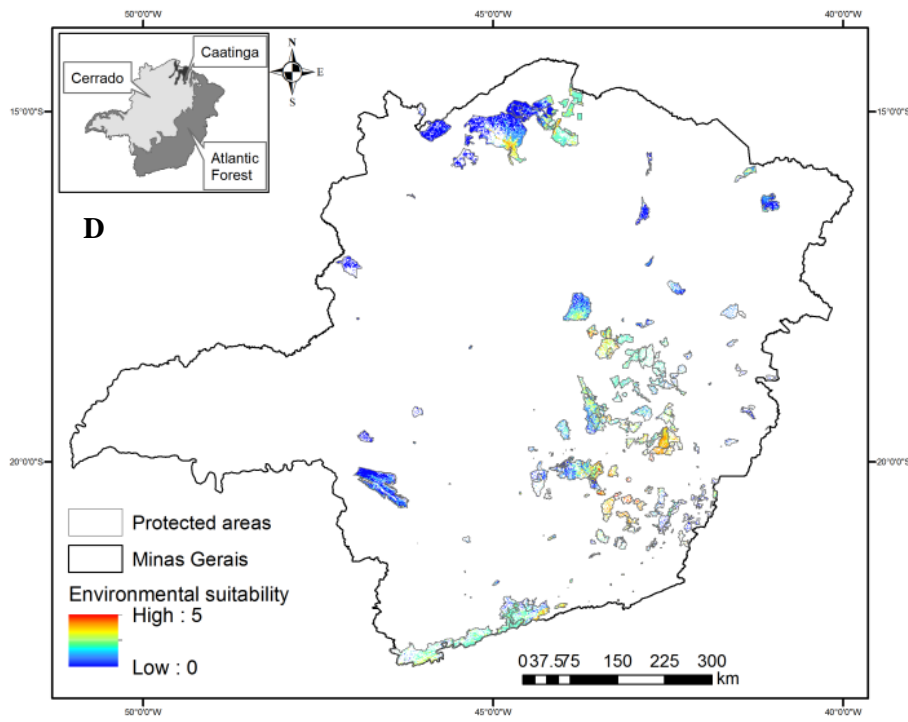 50°0'0"W 45°0'0"W 40°0'0"W
Caatinga
Cerrado
Atlantic
Forest
N
E
S
D
15°0'0"S 15°0'0"S
20°0'0"S 20°0'0"S
Protected areas
Minas Gerais
Environmental suitability
High : 5
Low : 0
0 37.5 75 150 225 300
km
50°0'0"W 45°0'0"W 40°0'0"W